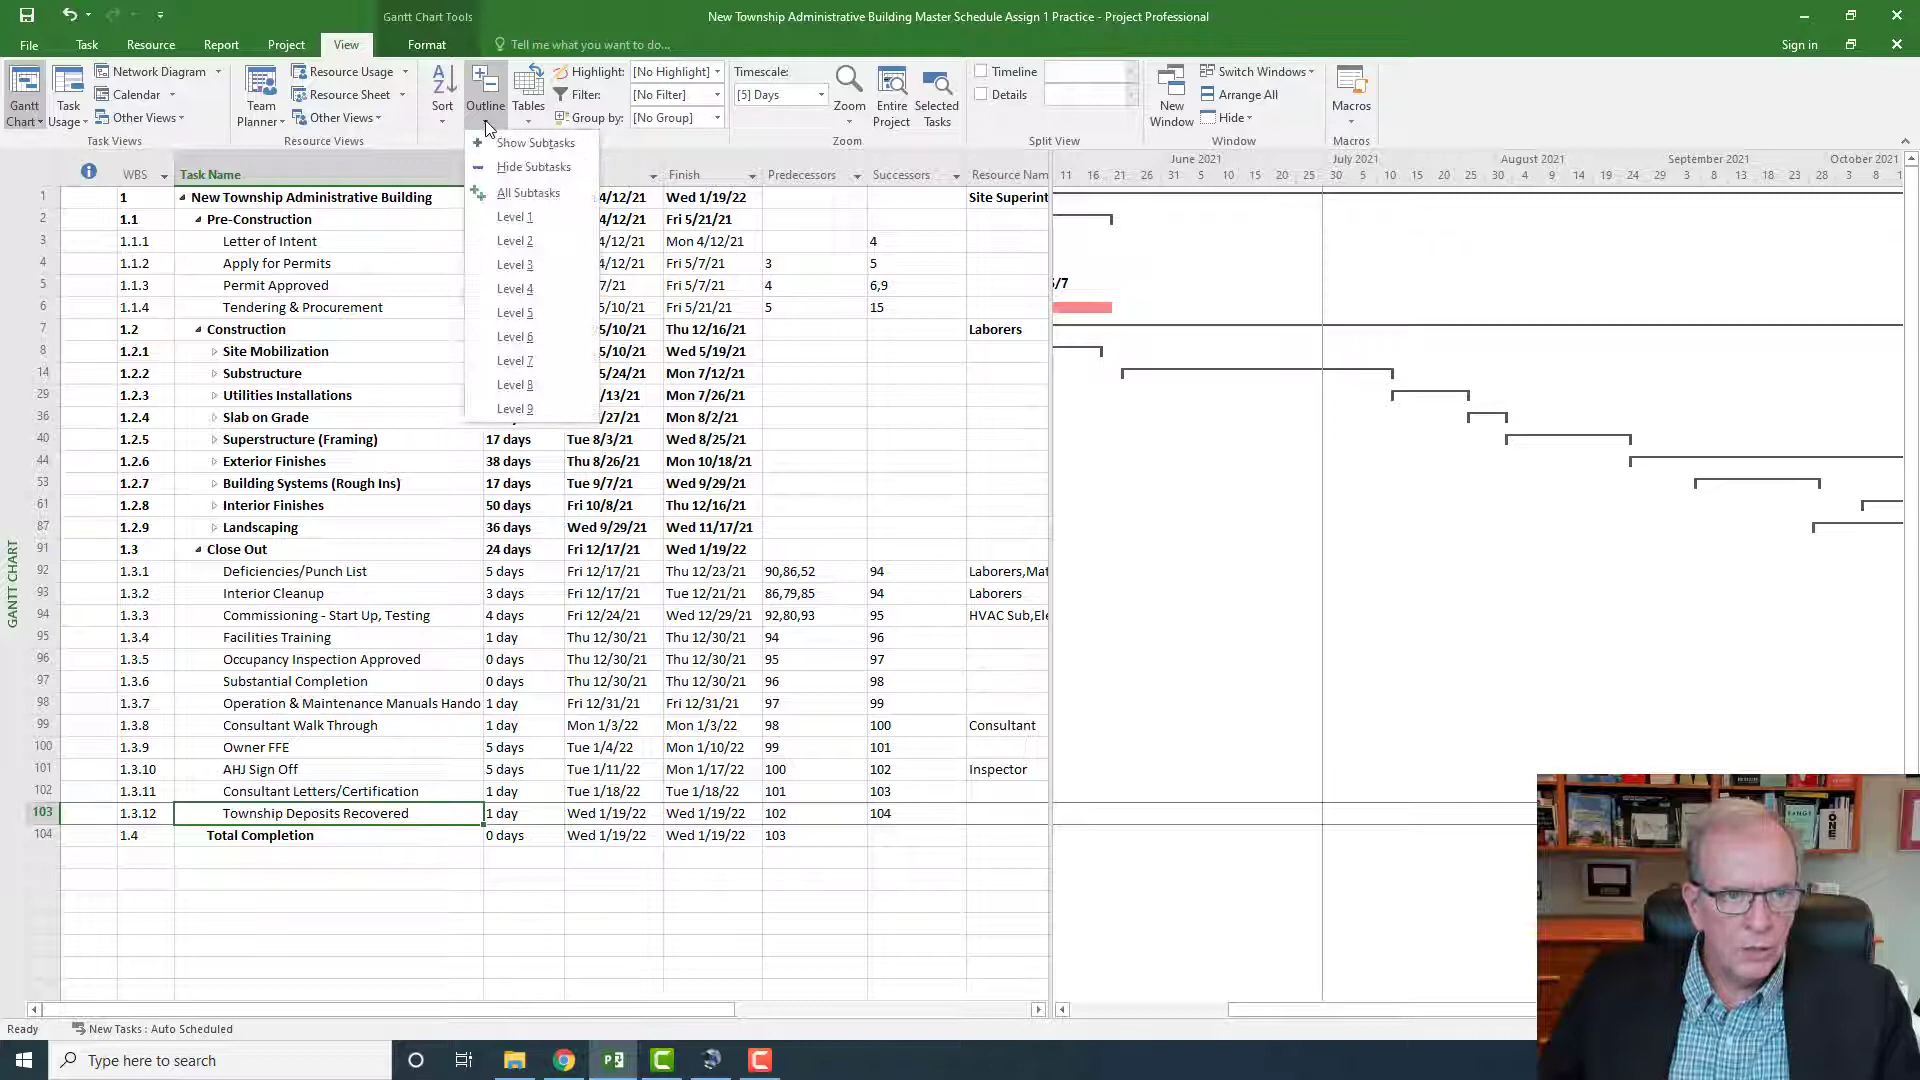 Gantt Chart Tools
New Township Administrative Building Master Schedule Assign 1 Practice - Project Professional
File Task Resource Report Project View Format Tell me what you want to do... Sign in
Gantt Chart
Task Usage
Network Diagram
Calendar
Other Views
Task Views
Team Planner
Resource Usage
Resource Sheet
Other Views
Resource Views
Sort
Outline
Tables
Highlight: [No Highlight]
Filter: [No Filter]
Group by: [No Group]
Timescale:
[5] Days
Zoom
Entire Project
Selected Tasks
Zoom
Timeline
Details
Split View
New Window
Switch Windows
Arrange All
Hide
Window
Macros
Macros
Show Subtasks
Hide Subtasks
All Subtasks
Level 1
Level 2
Level 3
Level 4
Level 5
Level 6
Level 7
Level 8
Level 9
WBS Task Name Finish Predecessors Successors Resource Nam
June 2021 July 2021 August 2021 September 2021 October 2021
11 16 21 26 1 5 10 15 20 25 30 5 10 15 20 25 30 4 9 14 19 24 29 3 8 13 18 23 28 3 8 1
1 1 New Township Administrative Building 4/12/21 Wed 1/19/22 Site Superint
2 1.1 Pre-Construction 4/12/21 Fri 5/21/21
3 1.1.1 Letter of Intent 4/12/21 Mon 4/12/21 4
4 1.1.2 Apply for Permits 4/12/21 Fri 5/7/21 3 5
5 1.1.3 Permit Approved 7/21 Fri 5/7/21 4 6,9 /7
6 1.1.4 Tendering & Procurement 5/10/21 Fri 5/21/21 5 15
7 1.2 Construction 5/10/21 Thu 12/16/21 Laborers
8 1.2.1 Site Mobilization 5/10/21 Wed 5/19/21
14 1.2.2 Substructure 5/24/21 Mon 7/12/21
24 1.2.3 Utilities Installations /13/21 Mon 7/26/21
36 1.2.4 Slab on Grade /27/21 Mon 8/2/21
40 1.2.5 Superstructure (Framing) 17 days Tue 8/3/21 Wed 8/25/21
44 1.2.6 Exterior Finishes 38 days Thu 8/26/21 Mon 10/18/21
53 1.2.7 Building Systems (Rough Ins) 17 days Tue 9/7/21 Wed 9/29/21
61 1.2.8 Interior Finishes 50 days Fri 10/8/21 Thu 12/16/21
87 1.2.9 Landscaping 36 days Wed 9/29/21 Wed 11/17/21
91 1.3 Close Out 24 days Fri 12/17/21 Wed 1/19/22
92 1.3.1 Deficiencies/Punch List 5 days Fri 12/17/21 Thu 12/23/21 90,86,52 94 Laborers,Mat
93 1.3.2 Interior Cleanup 3 days Fri 12/17/21 Tue 12/21/21 86,79,85 94 Laborers
94 1.3.3 Commissioning - Start Up, Testing 4 days Fri 12/24/21 Wed 12/29/21 92,80,93 95 HVAC Sub,Ele
95 1.3.4 Facilities Training 1 day Thu 12/30/21 Thu 12/30/21 94 96
96 1.3.5 Occupancy Inspection Approved 0 days Thu 12/30/21 Thu 12/30/21 95 97
97 1.3.6 Substantial Completion 0 days Thu 12/30/21 Thu 12/30/21 96 98
98 1.3.7 Operation & Maintenance Manuals Hando 1 day Fri 12/31/21 Fri 12/31/21 97 99
99 1.3.8 Consultant Walk Through 1 day Mon 1/3/22 Mon 1/3/22 98 100 Consultant
100 1.3.9 Owner FFE 5 days Tue 1/4/22 Mon 1/10/22 99 101
101 1.3.10 AHJ Sign Off 5 days Tue 1/11/22 Mon 1/17/22 100 102 Inspector
102 1.3.11 Consultant Letters/Certification 1 day Tue 1/18/22 Tue 1/18/22 101 103
103 1.3.12 Township Deposits Recovered 1 day Wed 1/19/22 Wed 1/19/22 102 104
104 1.4 Total Completion 0 days Wed 1/19/22 Wed 1/19/22 103
GANTT CHART
Ready New Tasks : Auto Scheduled
Type here to search